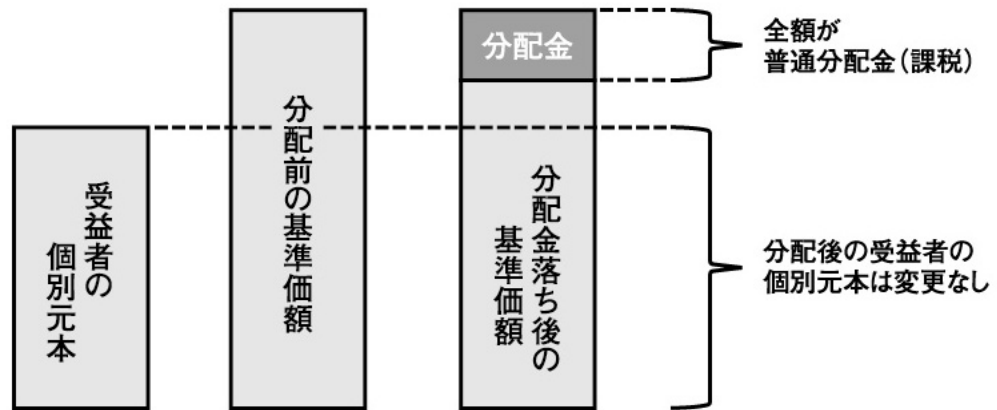 受益者の
個別元本
分配前の基準価額
分配金
分配金落ち後の
基準価額
全額が
普通分配金（課税）
分配後の受益者の
個別元本は変更なし